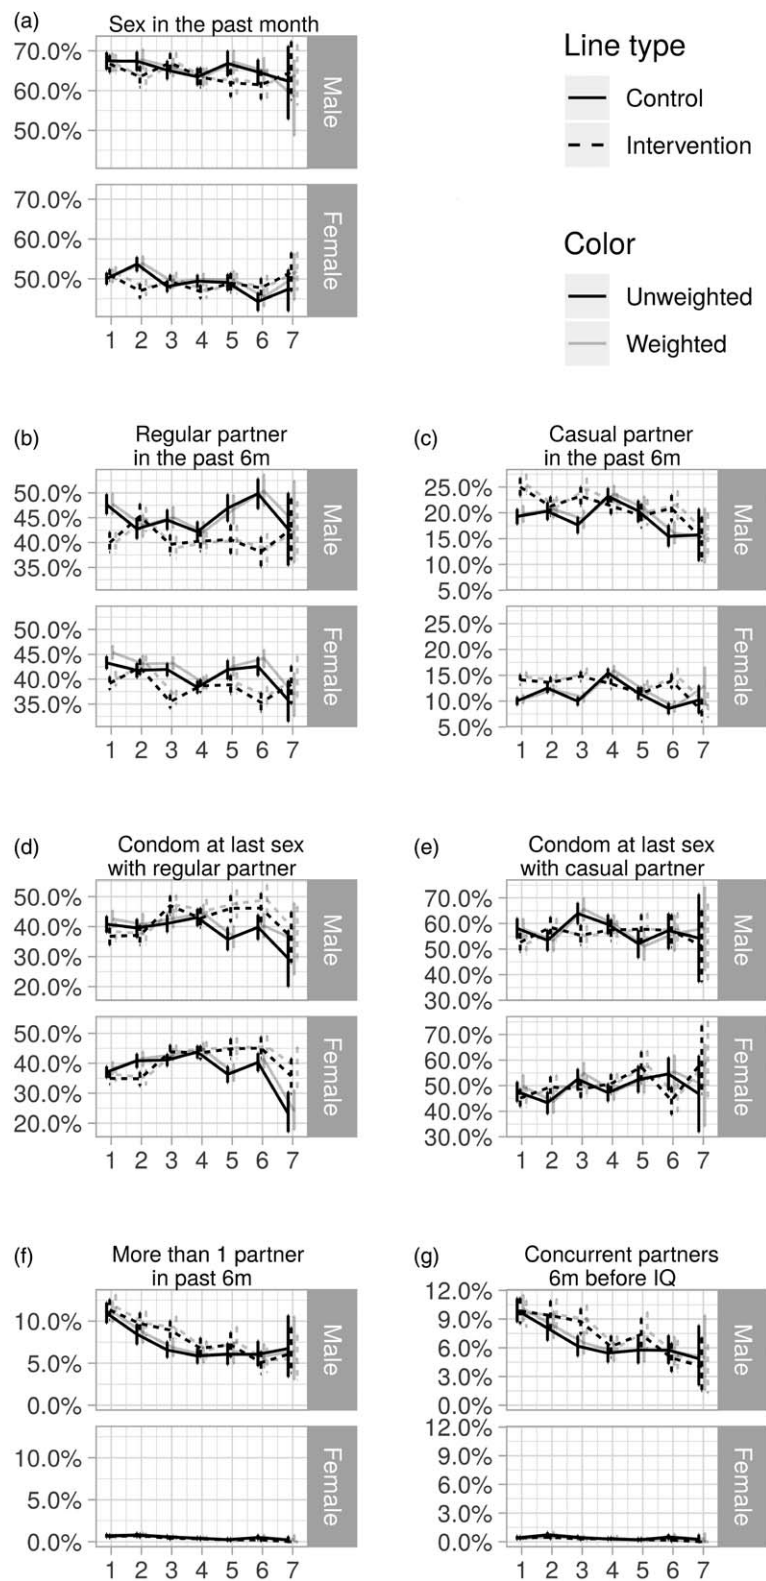 (a)
Sex in the past month
70.0%
60.0%
50.0%
Male
70.0%
60.0%
50.0%
Female
1 2 3 4 5 6 7
Line type
Control
Intervention
Color
Unweighted
Weighted
(b)
Regular partner
in the past 6m
50.0%
45.0%
40.0%
35.0%
Male
50.0%
45.0%
40.0%
35.0%
Female
1 2 3 4 5 6 7
(c)
Casual partner
in the past 6m
25.0%
20.0%
15.0%
10.0%
5.0%
Male
25.0%
20.0%
15.0%
10.0%
5.0%
Female
1 2 3 4 5 6 7
(d)
Condom at last sex
with regular partner
50.0%
40.0%
30.0%
20.0%
Male
50.0%
40.0%
30.0%
20.0%
Female
1 2 3 4 5 6 7
(e)
Condom at last sex
with casual partner
70.0%
60.0%
50.0%
40.0%
30.0%
Male
70.0%
60.0%
50.0%
40.0%
30.0%
Female
1 2 3 4 5 6 7
(f)
More than 1 partner
in past 6m
10.0%
5.0%
0.0%
Male
10.0%
5.0%
0.0%
Female
1 2 3 4 5 6 7
(g)
Concurrent partners
6m before IQ
12.0%
9.0%
6.0%
3.0%
0.0%
Male
12.0%
9.0%
6.0%
3.0%
0.0%
Female
1 2 3 4 5 6 7